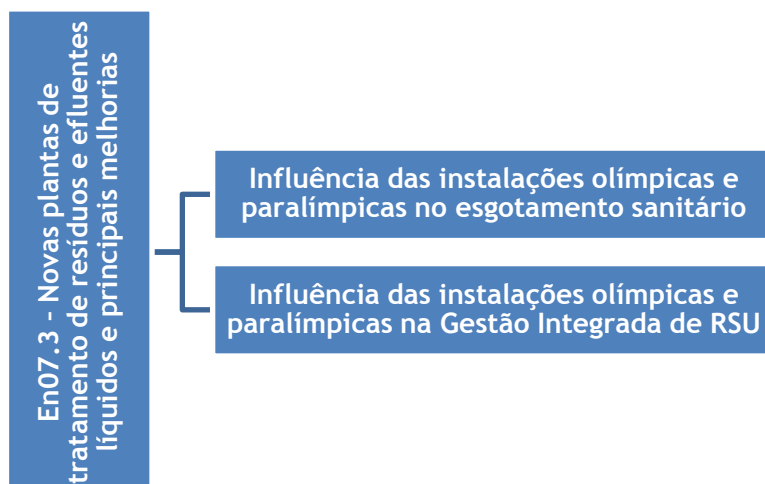 En07.3 – Novas plantas de
tratamento de resíduos e efluentes
líquidos e principais melhorias
Influência das instalações olímpicas e
paralímpicas no esgotamento sanitário
Influência das instalações olímpicas e
paralímpicas na Gestão Integrada de RSU